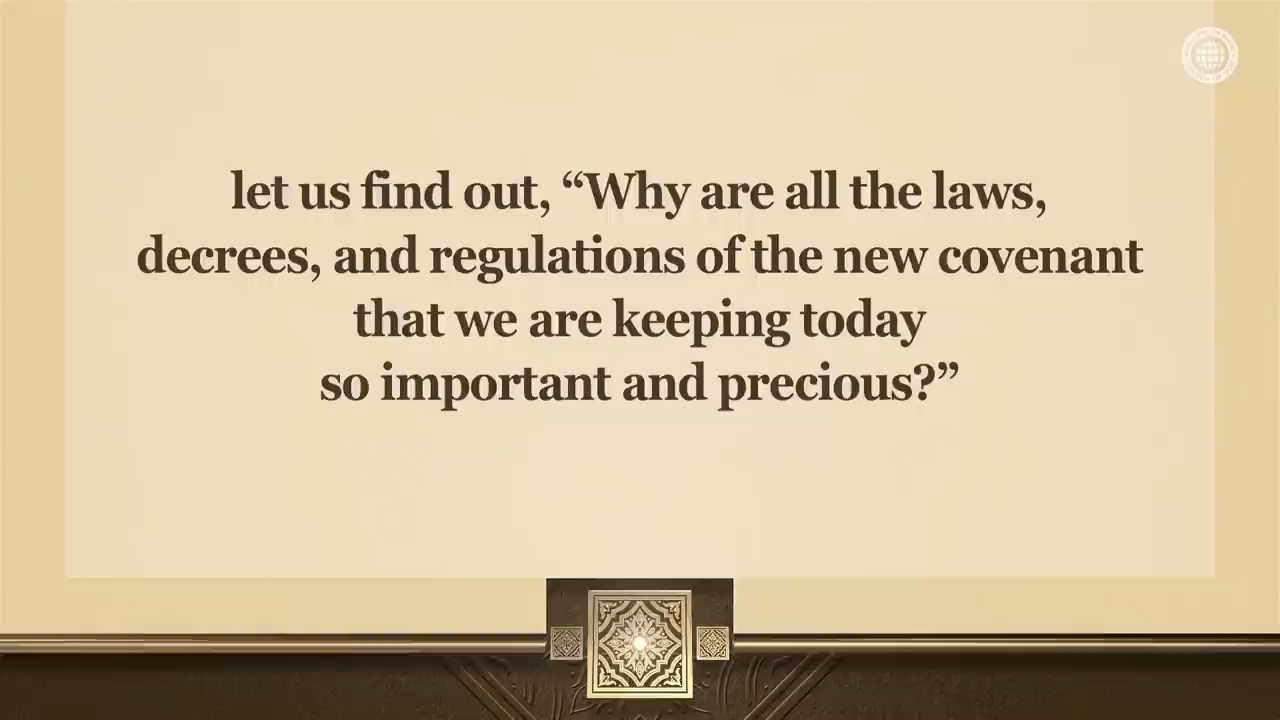 let us find out, “Why are all the laws,
decrees, and regulations of the new covenant
that we are keeping today
so important and precious?”